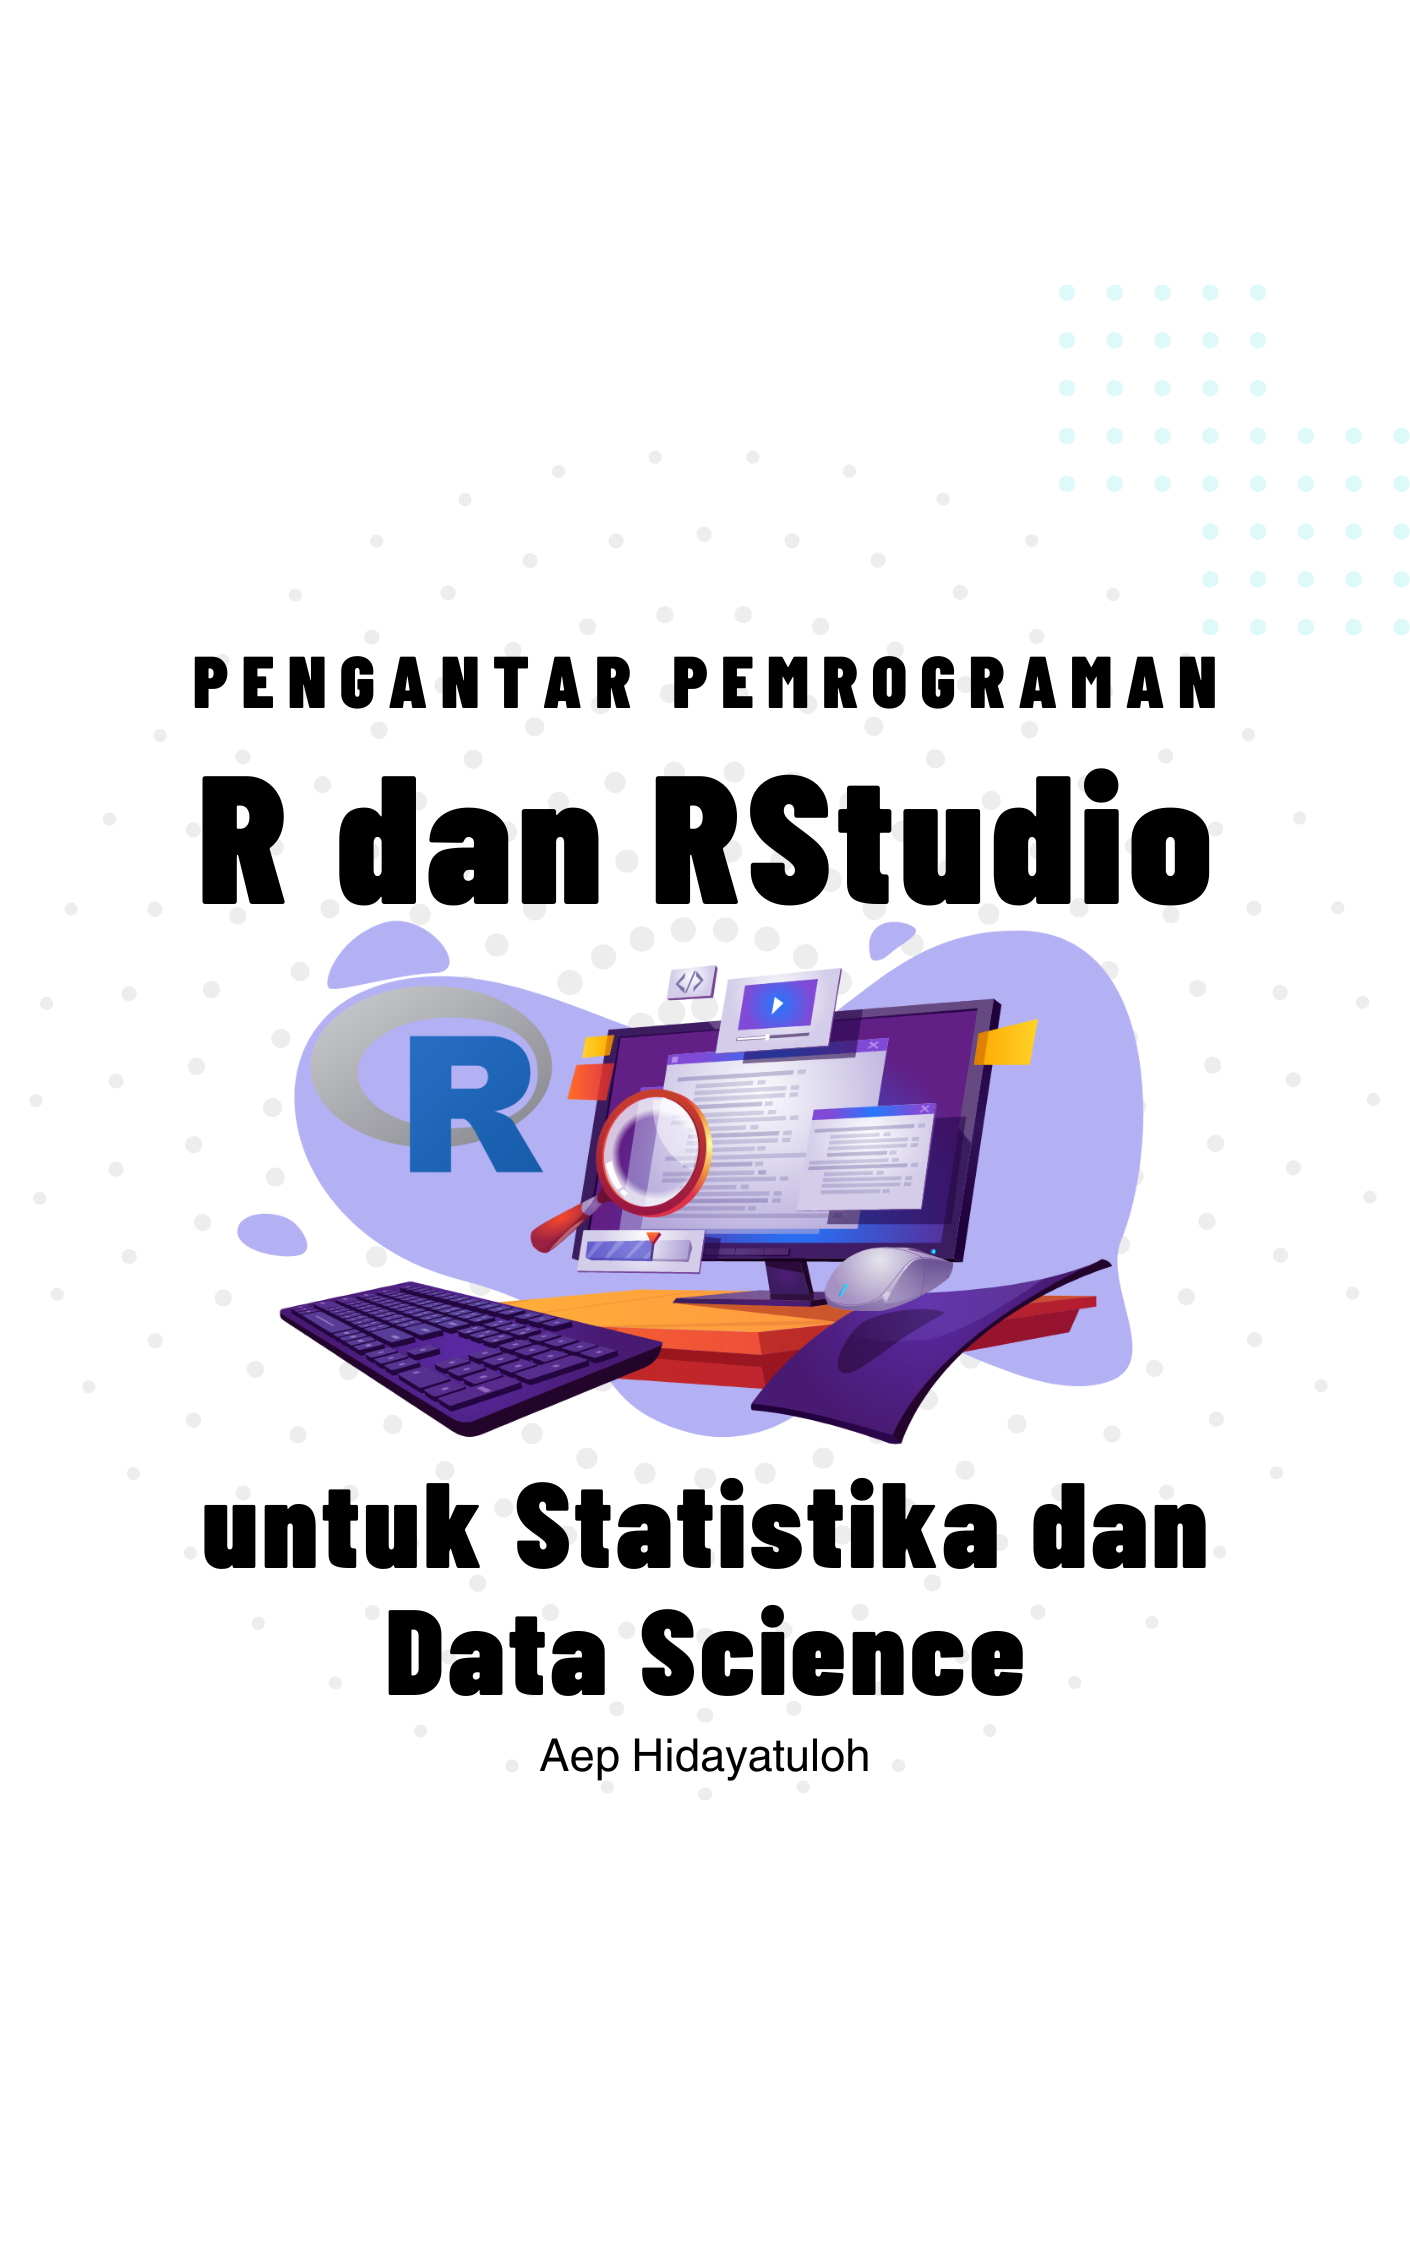 PENGANTAR PEMROGRAMAN
R dan RStudio
</>
R
untuk Statistika dan
Data Science
Aep Hidayatuloh